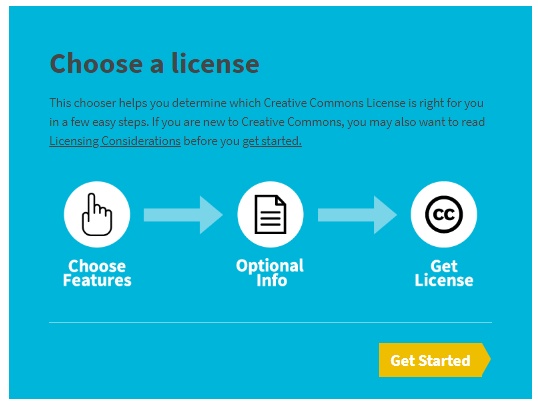 Choose a license
This chooser helps you determine which Creative Commons License is right for you
in a few easy steps. If you are new to Creative Commons, you may also want to read
Licensing Considerations before you get started.
cc
Choose
Features
Optional
Info
Get
License
Get Started